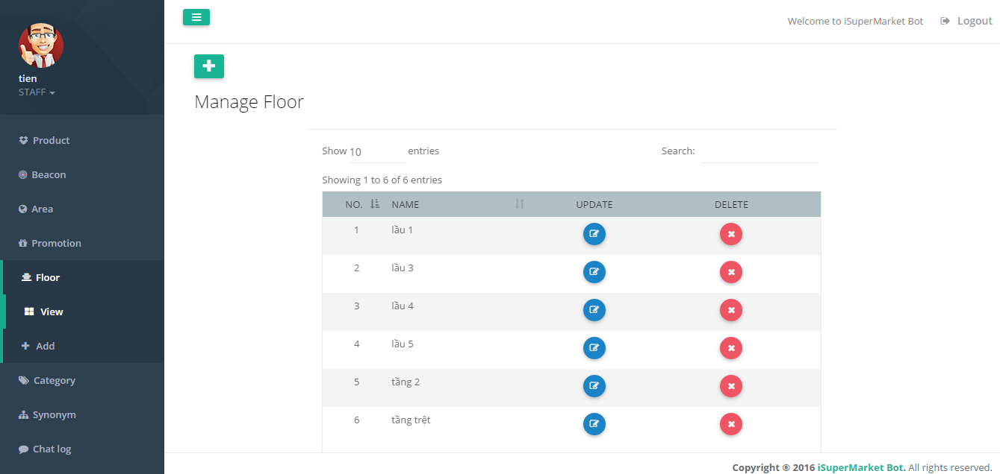 Welcome to iSuperMarket Bot Logout
tien
STAFF
Product
Beacon
Area
Promotion
Floor
View
Add
Category
Synonym
Chat log
Manage Floor
Show 10 entries Search:
Showing 1 to 6 of 6 entries
NO. NAME UPDATE DELETE
1 lầu 1
2 lầu 3
3 lầu 4
4 lầu 5
5 tầng 2
6 tầng trệt
Copyright ® 2016 iSuperMarket Bot. All rights reserved.